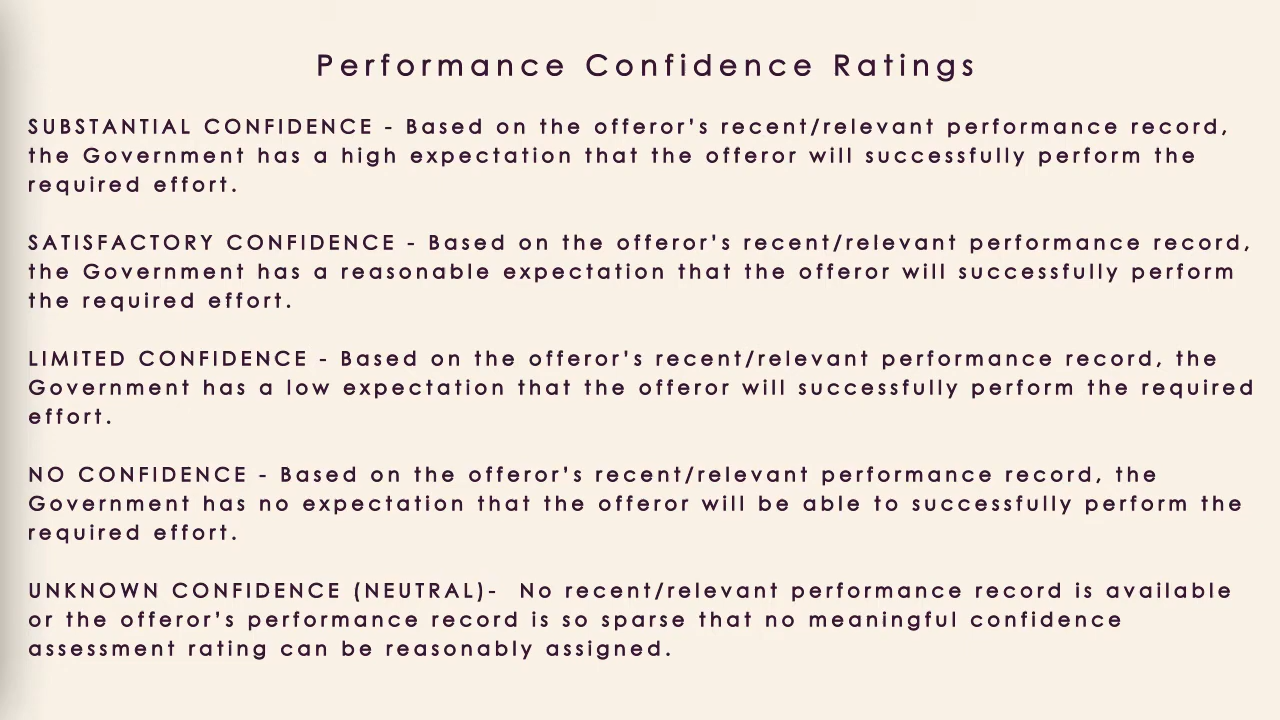 Performance Confidence Ratings
SUBSTANTIAL CONFIDENCE - Based on the offeror's recent/relevant performance record,
the Government has a high expectation that the offeror will successfully perform the
required effort.
SATISFACTORY CONFIDENCE - Based on the offeror's recent/relevant performance record,
the Government has a reasonable expectation that the offeror will successfully perform
the required effort.
LIMITED CONFIDENCE - Based on the offeror's recent/relevant performance record, the
Government has a low expectation that the offeror will successfully perform the required
effort.
NO CONFIDENCE - Based on the offeror's recent/relevant performance record, the
Government has no expectation that the offeror will be able to successfully perform the
required effort.
UNKNOWN CONFIDENCE (NEUTRAL)-  No recent/relevant performance record is available
or the offeror's performance record is so sparse that no meaningful confidence
assessment rating can be reasonably assigned.